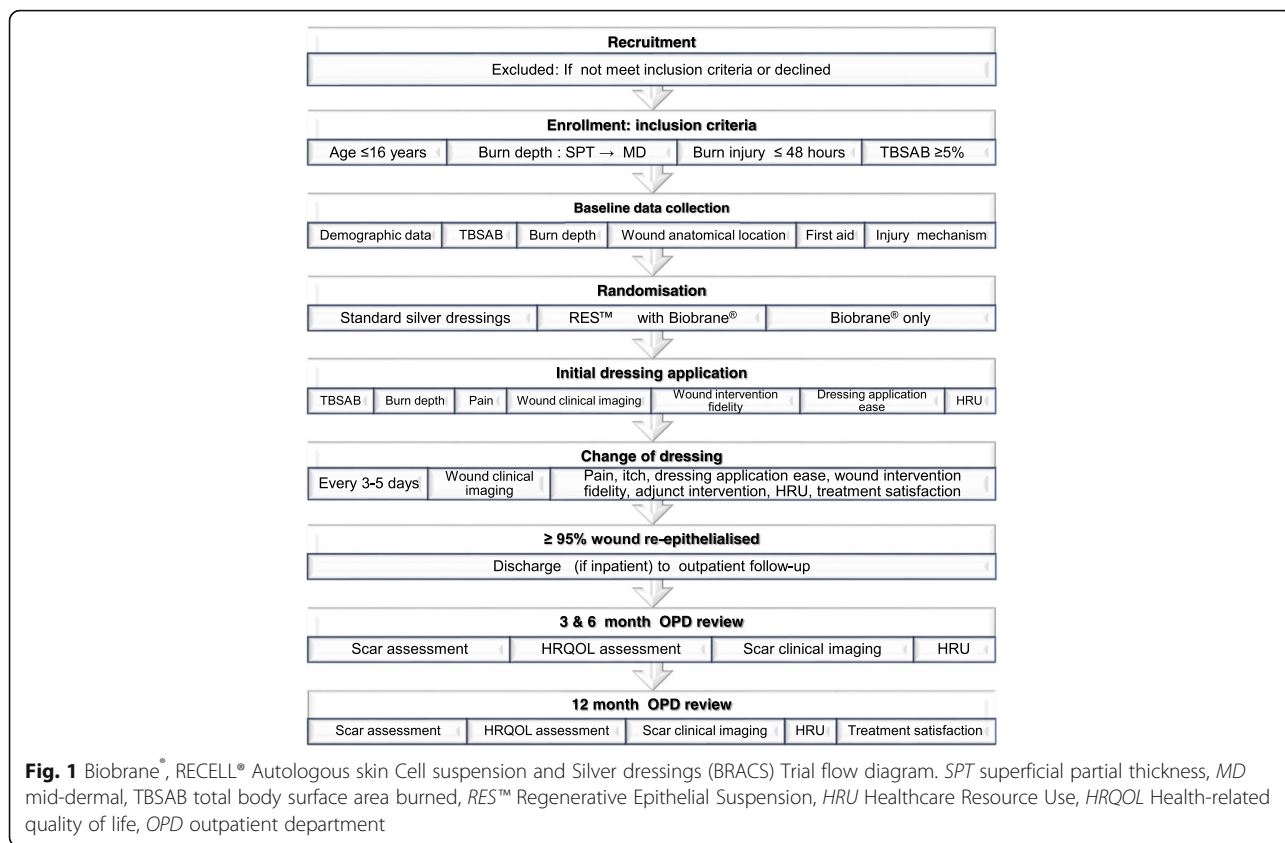 Recruitment
Excluded: If not meet inclusion criteria or declined
Enrollment: inclusion criteria
Age ≤16 years
Burn depth : SPT → MD
Burn injury ≤ 48 hours
TBSAB ≥5%
Baseline data collection
Demographic data
TBSAB
Burn depth
Wound anatomical location
First aid
Injury mechanism
Randomisation
Standard silver dressings
RES™ with Biobrane®
Biobrane® only
Initial dressing application
TBSAB
Burn depth
Pain
Wound clinical imaging
Wound intervention
fidelity
Dressing application
ease
HRU
Change of dressing
Every 3-5 days
Wound clinical
imaging
Pain, itch, dressing application ease, wound intervention
fidelity, adjunct intervention, HRU, treatment satisfaction
≥ 95% wound re-epithelialised
Discharge (if inpatient) to outpatient follow-up
3 & 6 month OPD review
Scar assessment
HRQOL assessment
Scar clinical imaging
HRU
12 month OPD review
Scar assessment
HRQOL assessment
Scar clinical imaging
HRU
Treatment satisfaction
Fig. 1 Biobrane®, RECELL® Autologous skin Cell suspension and Silver dressings (BRACS) Trial flow diagram. SPT superficial partial thickness, MD
mid-dermal, TBSAB total body surface area burned, RES™ Regenerative Epithelial Suspension, HRU Healthcare Resource Use, HRQOL Health-related
quality of life, OPD outpatient department